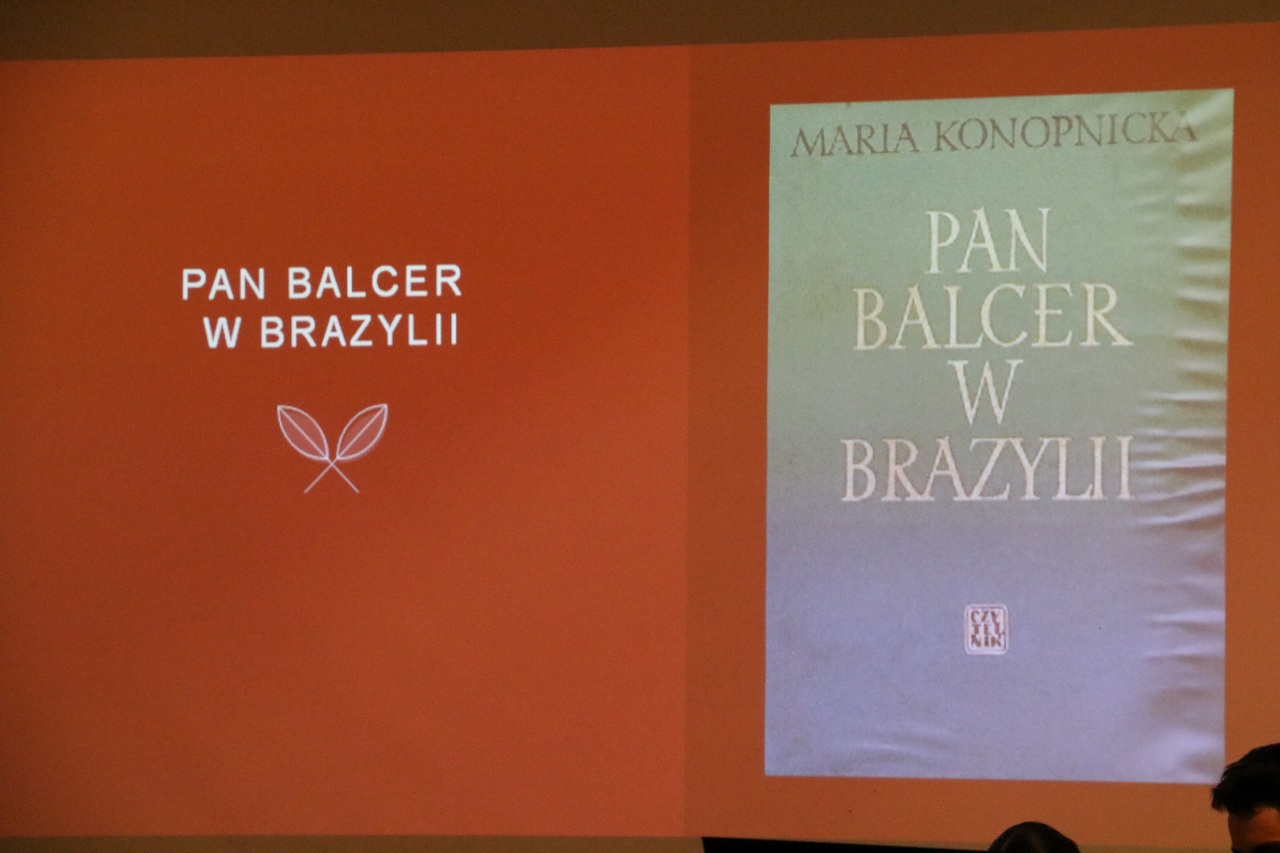 PAN BALCER
W BRAZYLII
MARIA KONOPNICKA
PAN
BALCER
W
BRAZYLII
CZY
TEL
NIK